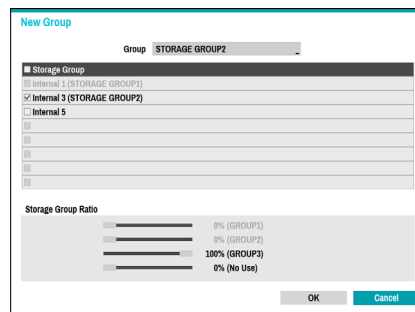 New Group
Group STORAGE GROUP2
Storage Group
Internal 1 (STORAGE GROUP1)
Internal 3 (STORAGE GROUP2)
Internal 5
Storage Group Ratio
0% (GROUP1)
0% (GROUP2)
100% (GROUP3)
0% (No Use)
OK Cancel